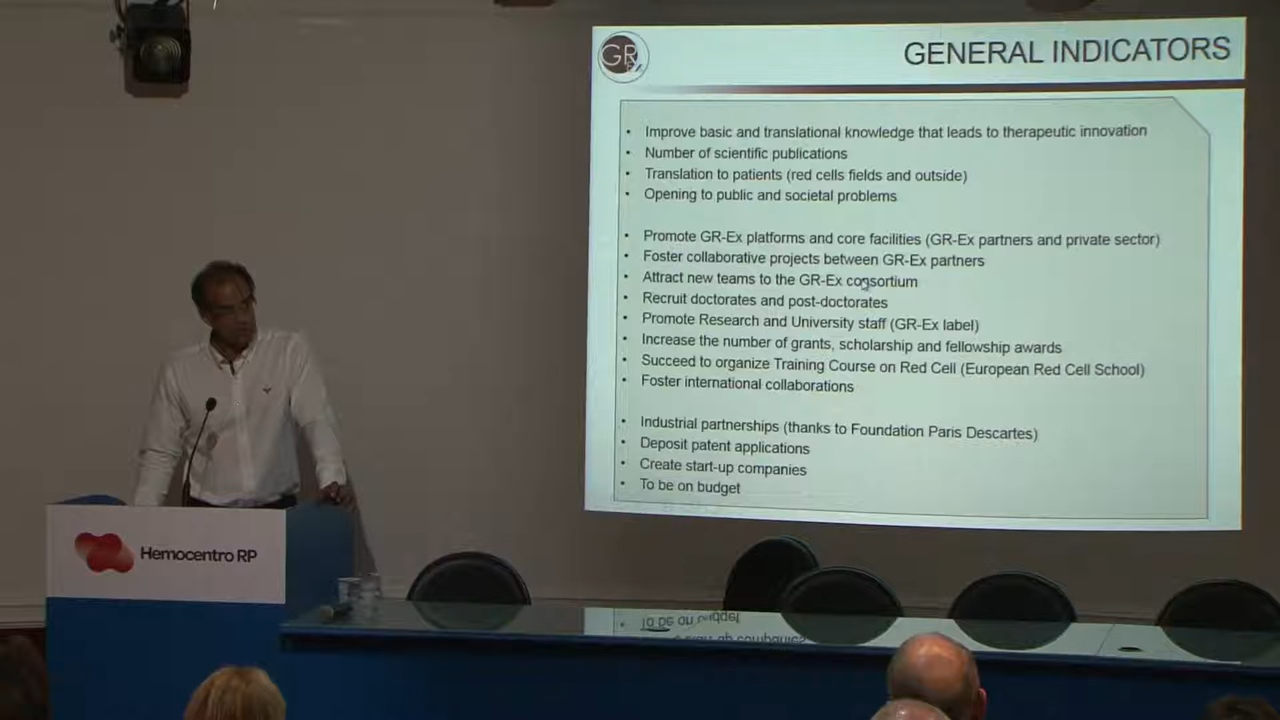 GR
Ex
GENERAL INDICATORS
• Improve basic and translational knowledge that leads to therapeutic innovation
• Number of scientific publications
• Translation to patients (red cells fields and outside)
• Opening to public and societal problems
• Promote GR-Ex platforms and core facilities (GR-Ex partners and private sector)
• Foster collaborative projects between GR-Ex partners
• Attract new teams to the GR-Ex consortium
• Recruit doctorates and post-doctorates
• Promote Research and University staff (GR-Ex label)
• Increase the number of grants, scholarship and fellowship awards
• Succeed to organize Training Course on Red Cell (European Red Cell School)
• Foster international collaborations
• Industrial partnerships (thanks to Foundation Paris Descartes)
• Deposit patent applications
• Create start-up companies
• To be on budget
Hemocentro RP